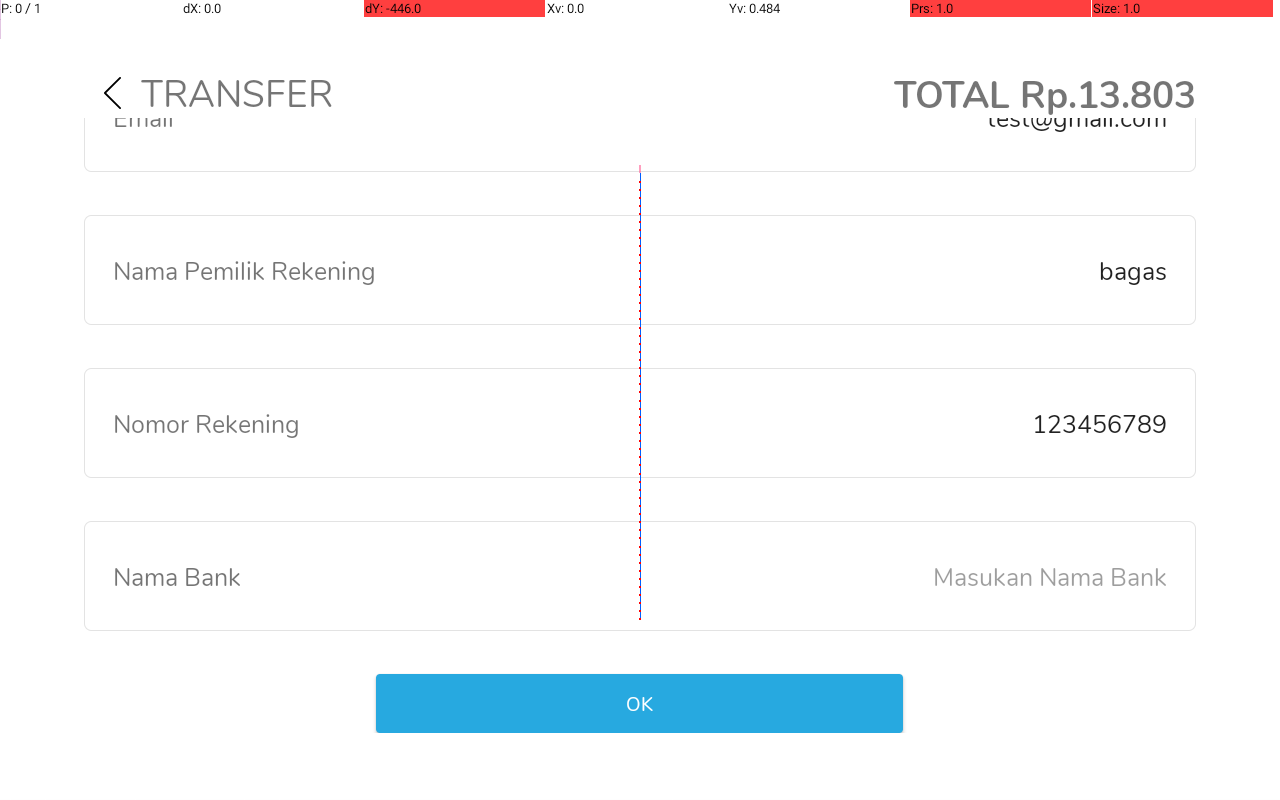 P: 0 / 1 dX: 0.0 dY: -446.0 Xv: 0.0 Yv: 0.484 Prs: 1.0 Size: 1.0
TRANSFER TOTAL Rp.13.803
Email test@gmail.com
Nama Pemilik Rekening bagas
Nomor Rekening 123456789
Nama Bank Masukan Nama Bank
OK